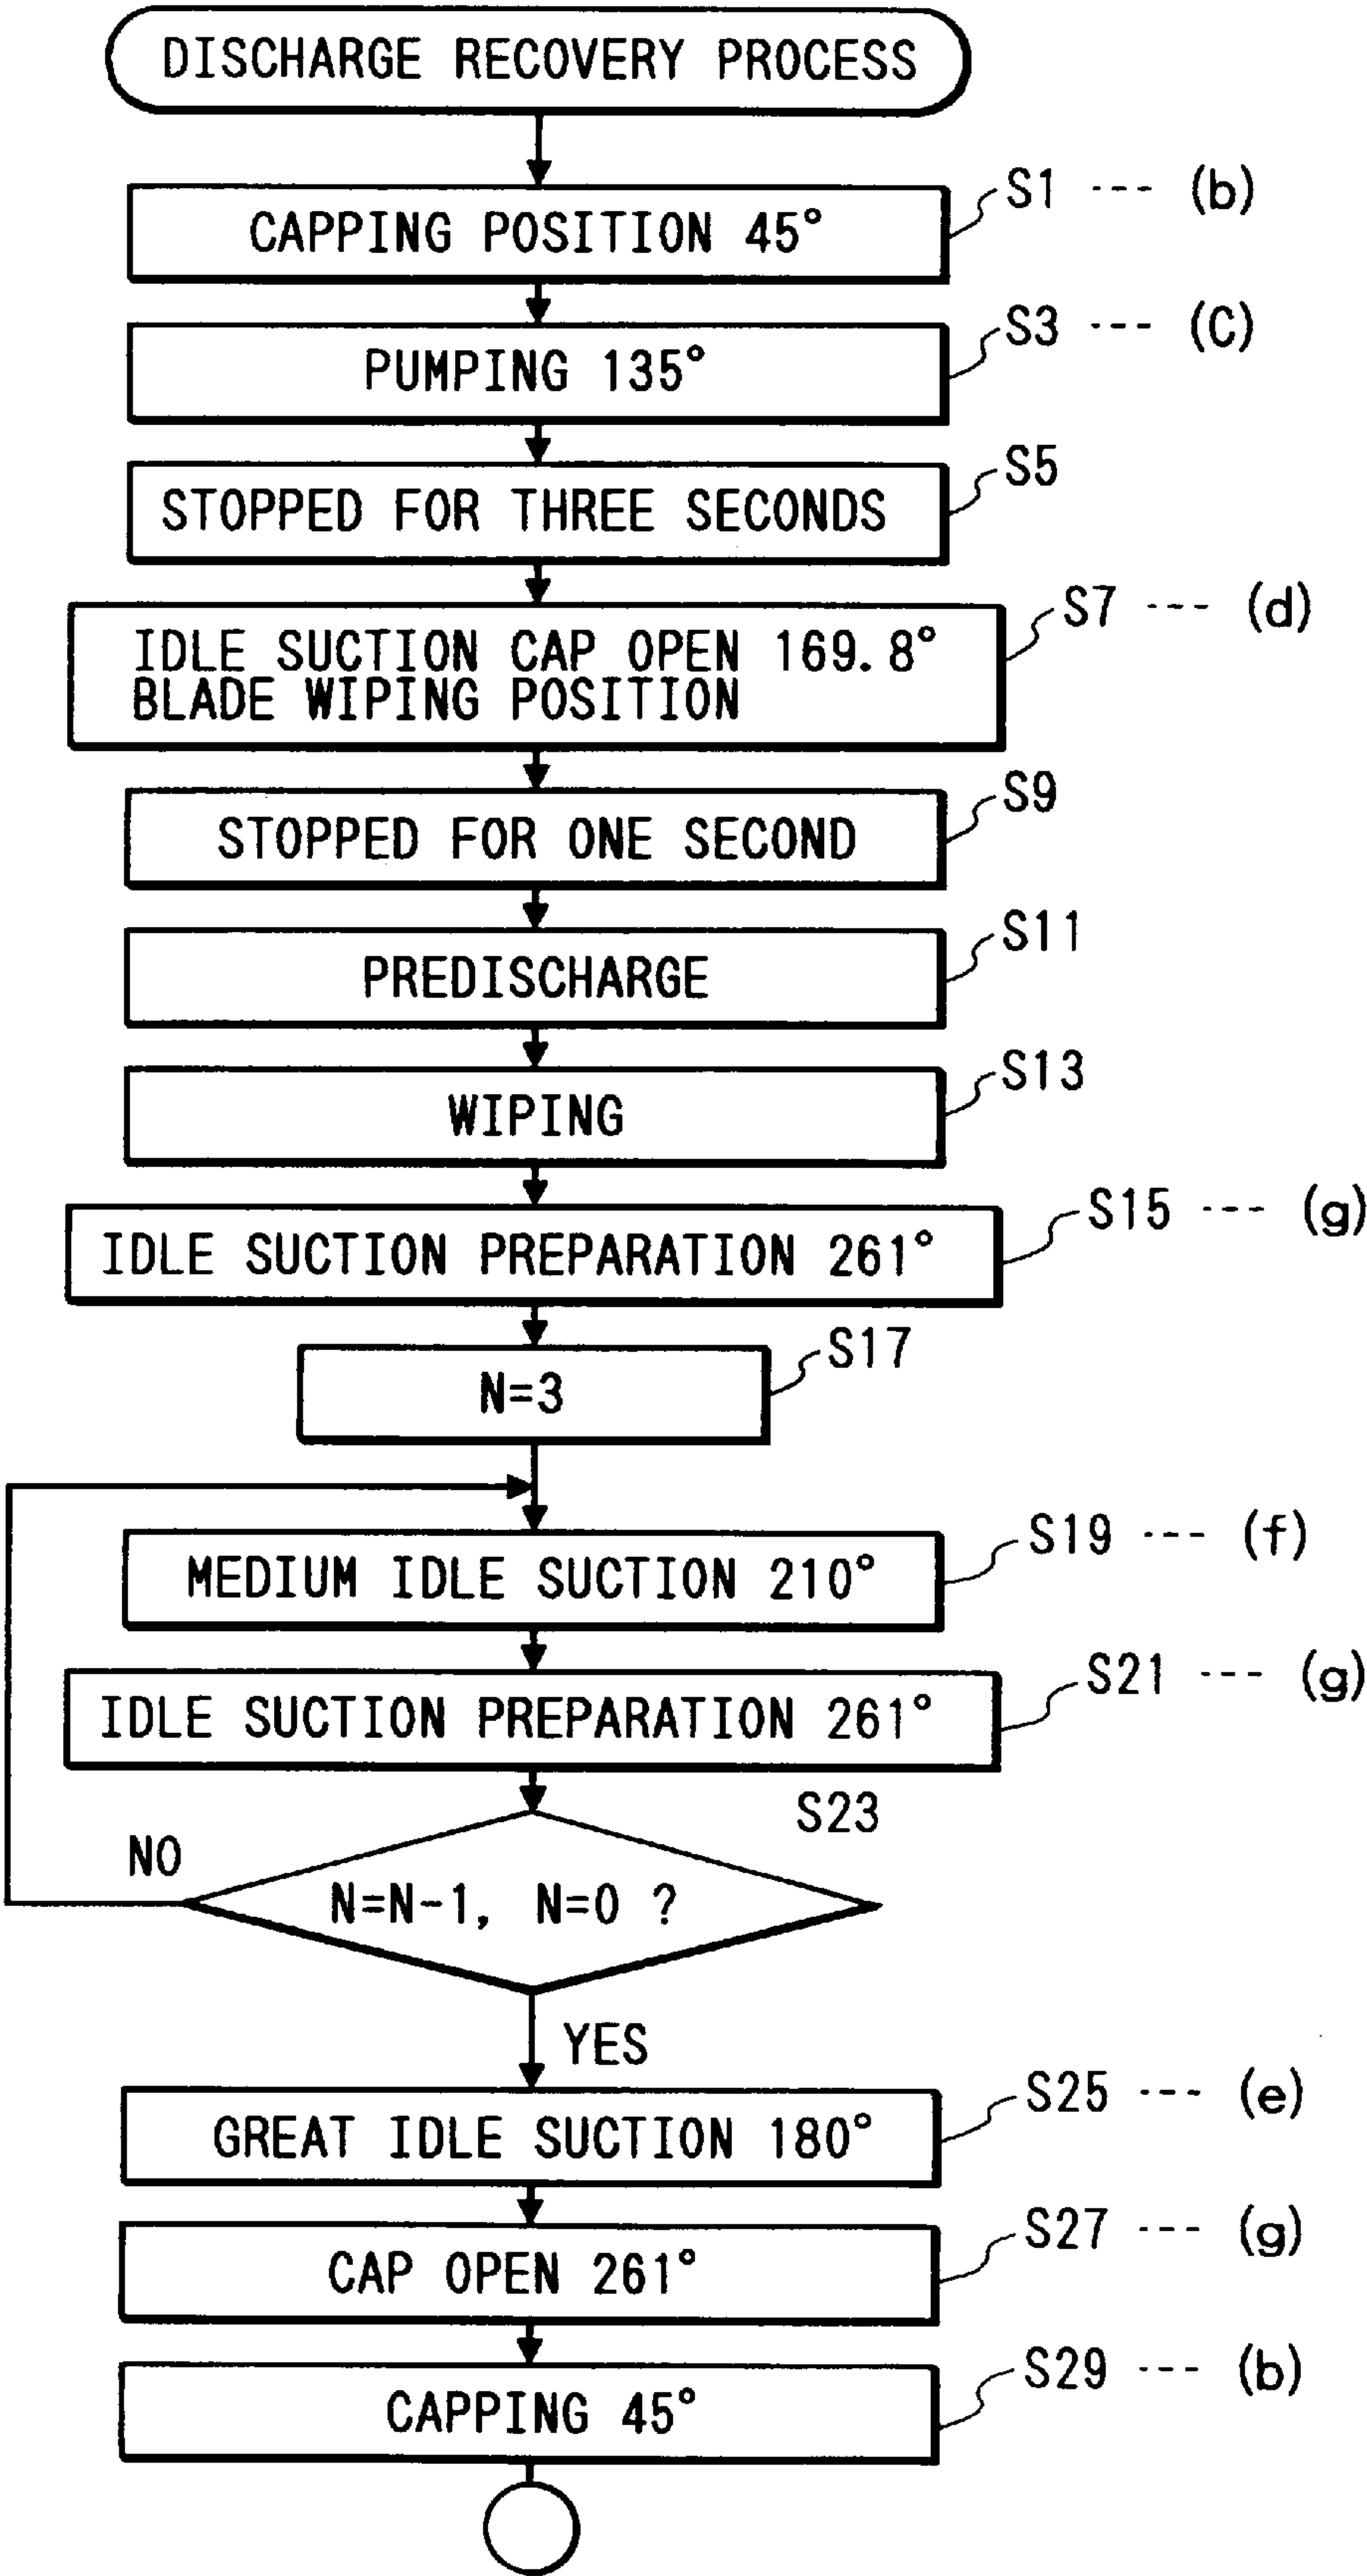 DISCHARGE RECOVERY PROCESS
CAPPING POSITION 45°
S1 --- (b)
PUMPING 135°
S3 --- (C)
STOPPED FOR THREE SECONDS
S5
IDLE SUCTION CAP OPEN 169.8°
BLADE WIPING POSITION
S7 --- (d)
STOPPED FOR ONE SECOND
S9
PREDISCHARGE
S11
WIPING
S13
IDLE SUCTION PREPARATION 261°
S15 --- (g)
N=3
S17
MEDIUM IDLE SUCTION 210°
S19 --- (f)
IDLE SUCTION PREPARATION 261°
S21 --- (g)
S23
NO
N=N-1, N=0 ?
YES
GREAT IDLE SUCTION 180°
S25 --- (e)
CAP OPEN 261°
S27 --- (g)
CAPPING 45°
S29 --- (b)